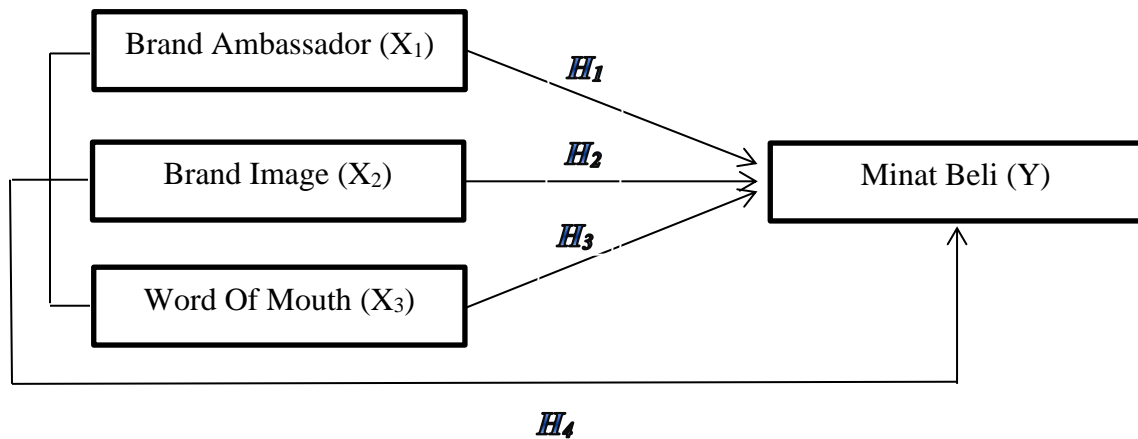 Brand Ambassador (X₁)
H₁
Brand Image (X₂)
H₂
Minat Beli (Y)
H₃
Word Of Mouth (X₃)
H₄